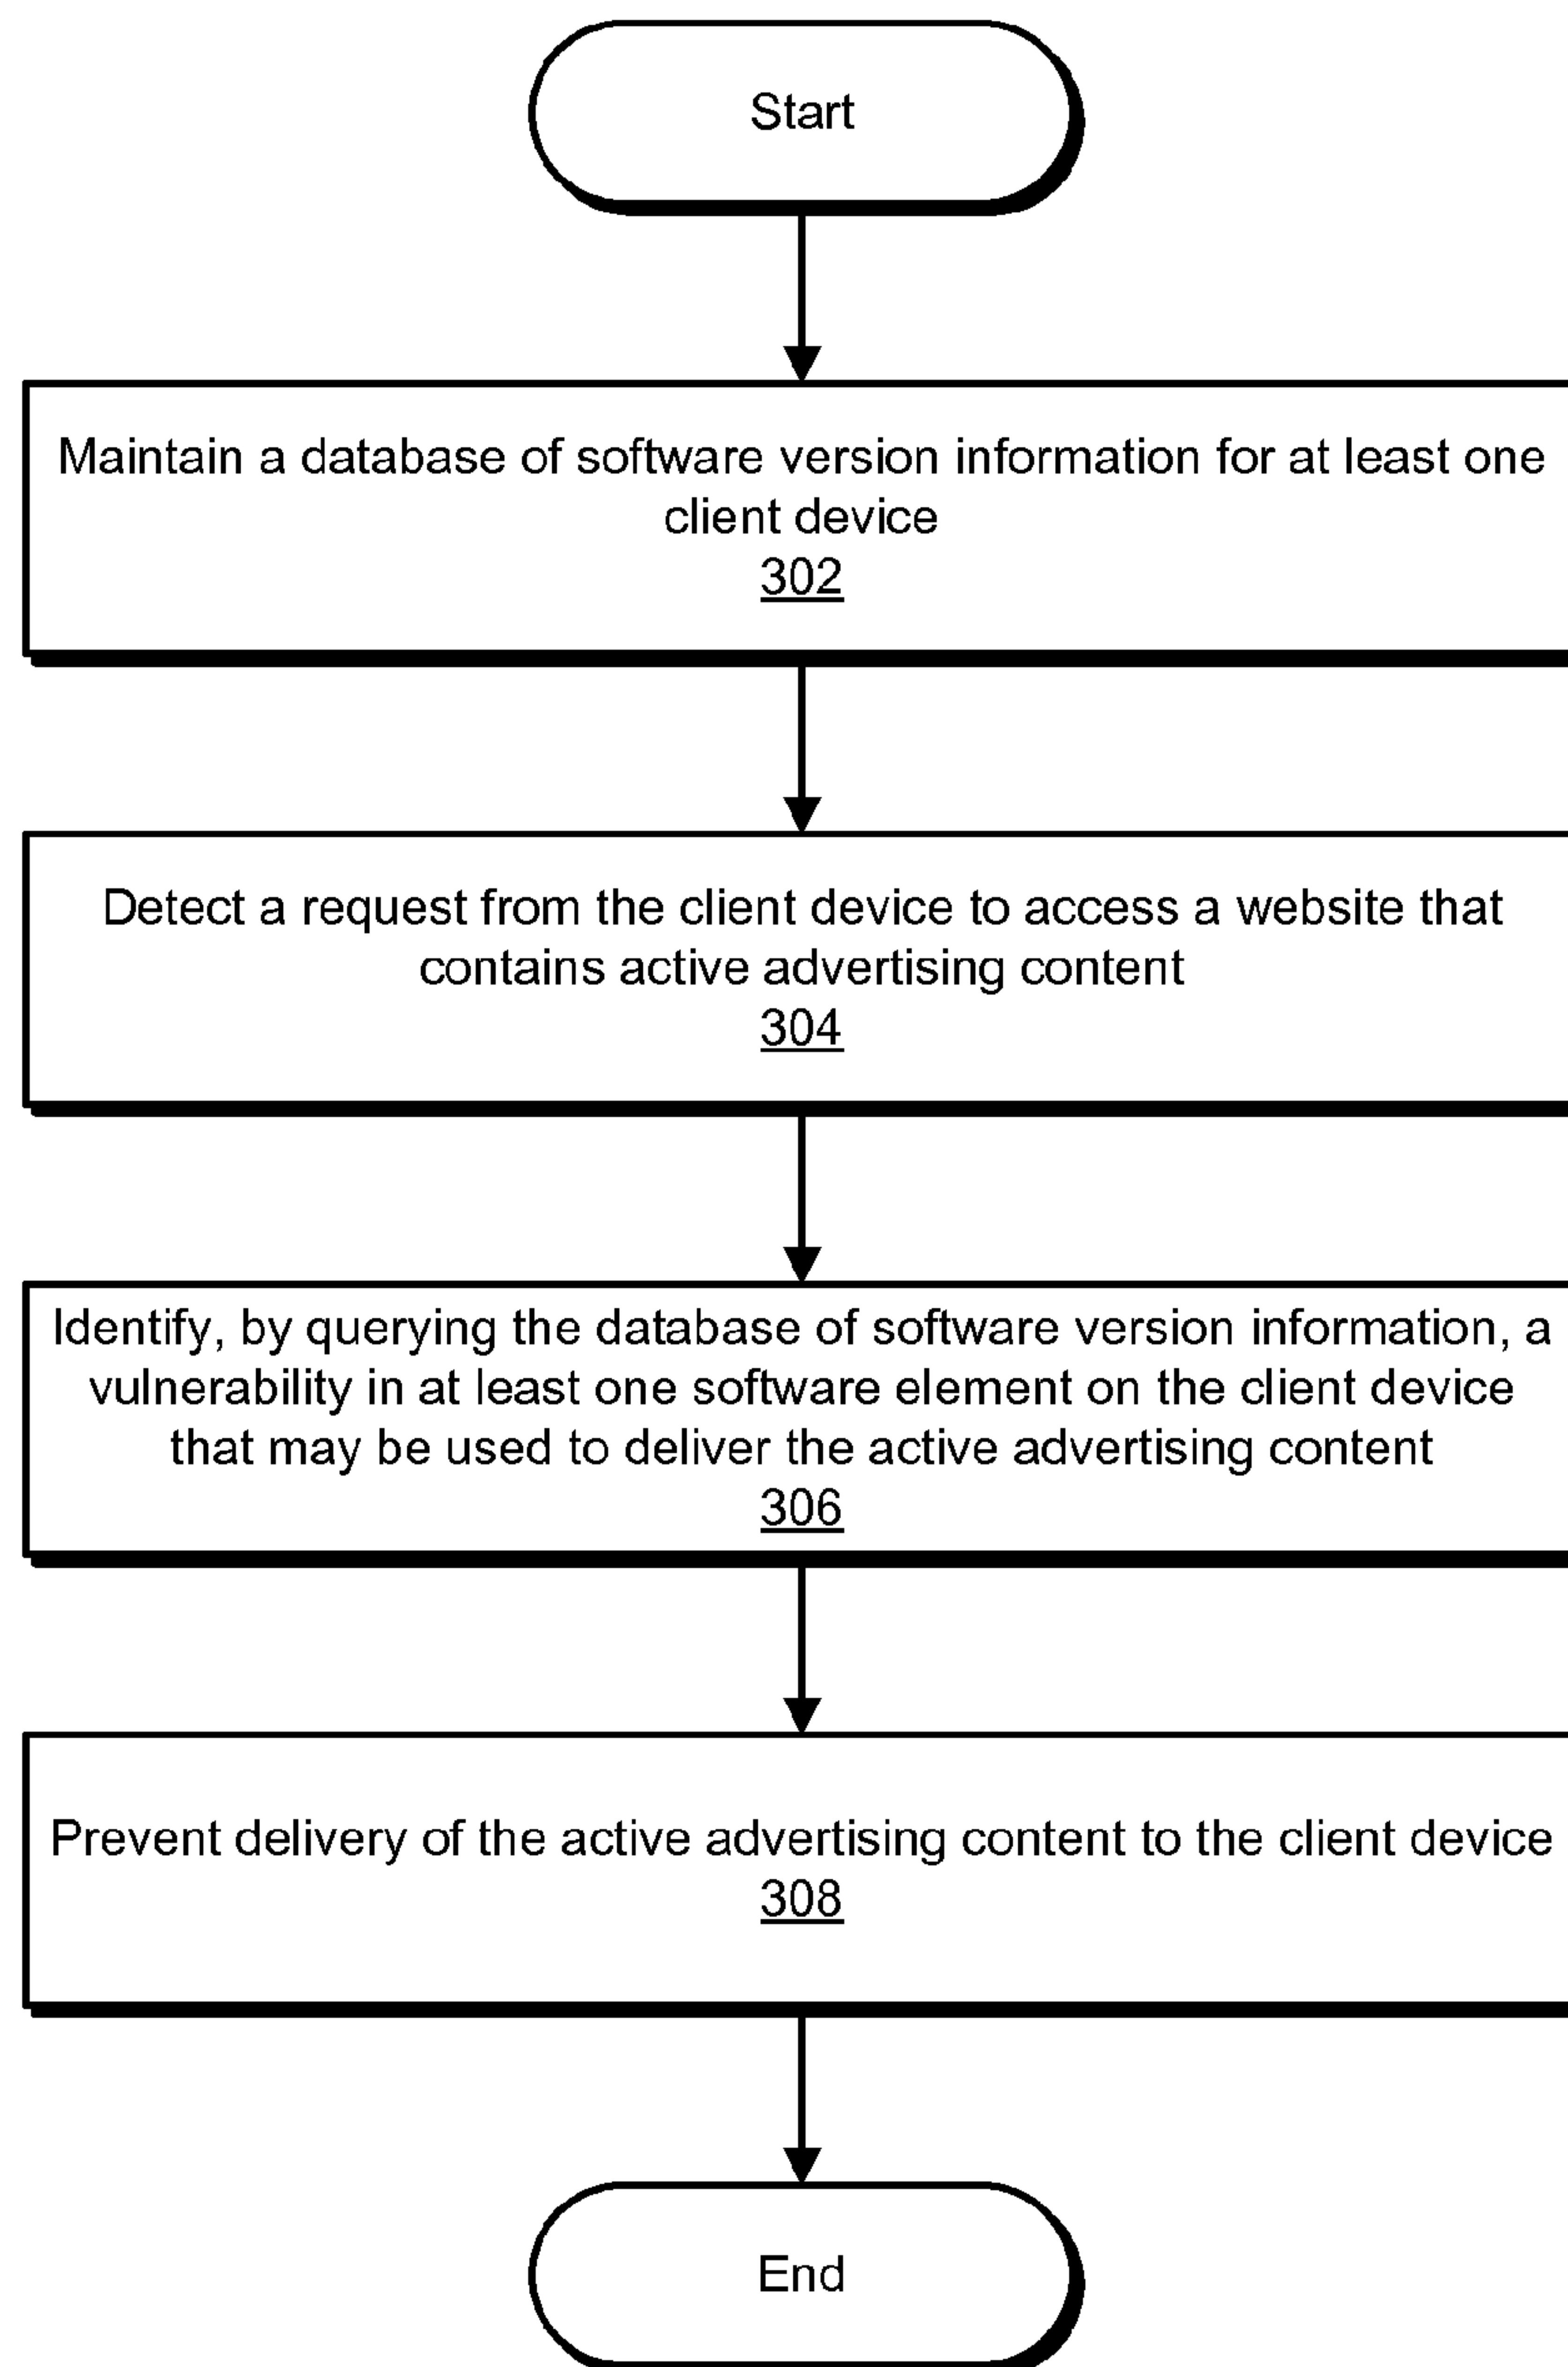 Start
Maintain a database of software version information for at least one
client device
302
Detect a request from the client device to access a website that
contains active advertising content
304
Identify, by querying the database of software version information, a
vulnerability in at least one software element on the client device
that may be used to deliver the active advertising content
306
Prevent delivery of the active advertising content to the client device
308
End